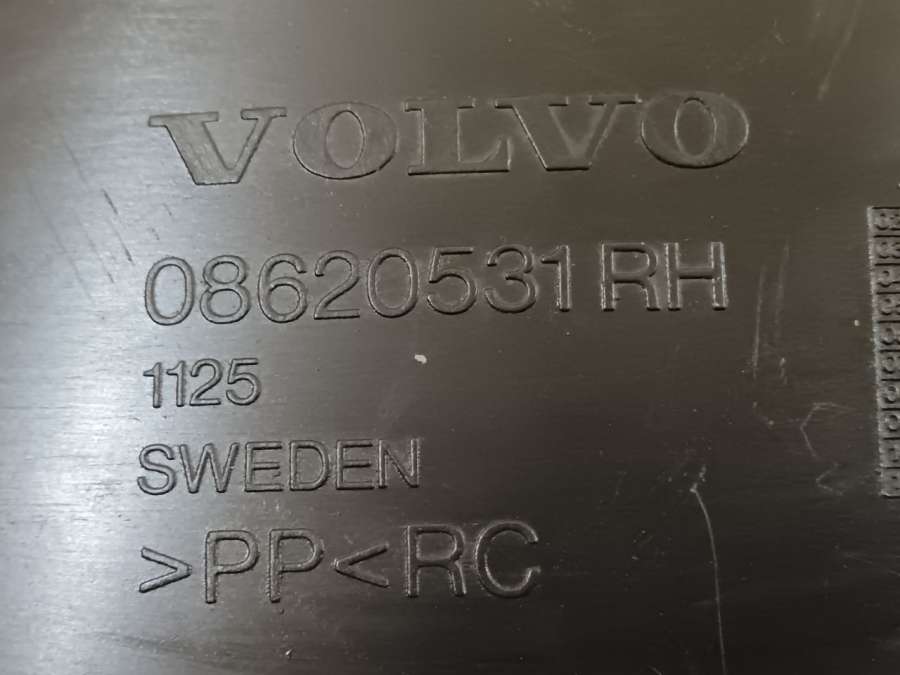 VOLVO
08620531 RH
1125
SWEDEN
>PP< RC